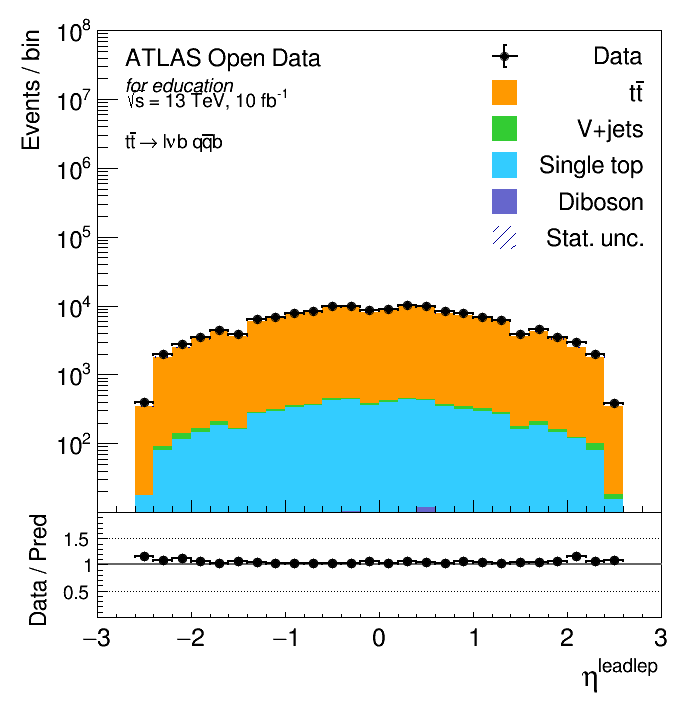 10⁸
Events / bin
ATLAS Open Data
for education
√s = 13 TeV, 10 fb⁻¹
tt̄ → lνb qq̄b
Data
tt̄
V+jets
Single top
Diboson
Stat. unc.
10⁷
10⁶
10⁵
10⁴
10³
10²
Data / Pred
1.5
1
0.5
−3 −2 −1 0 1 2 3
η^leadlep